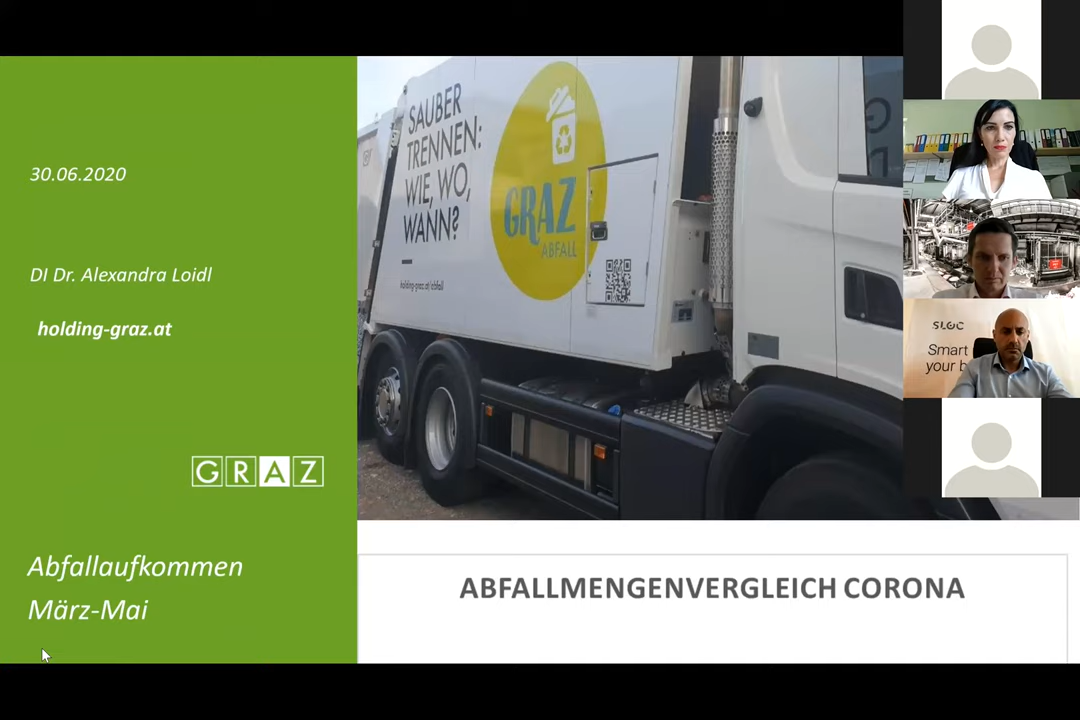 30.06.2020
DI Dr. Alexandra Loidl
holding-graz.at
GRAZ
Abfallaufkommen
März-Mai
SAUBER
TRENNEN:
WIE, WO,
WANN?
holding-graz.at/abfall
GRAZ
ABFALL
ABFALLMENGENVERGLEICH CORONA
SLOC
Smart
your b